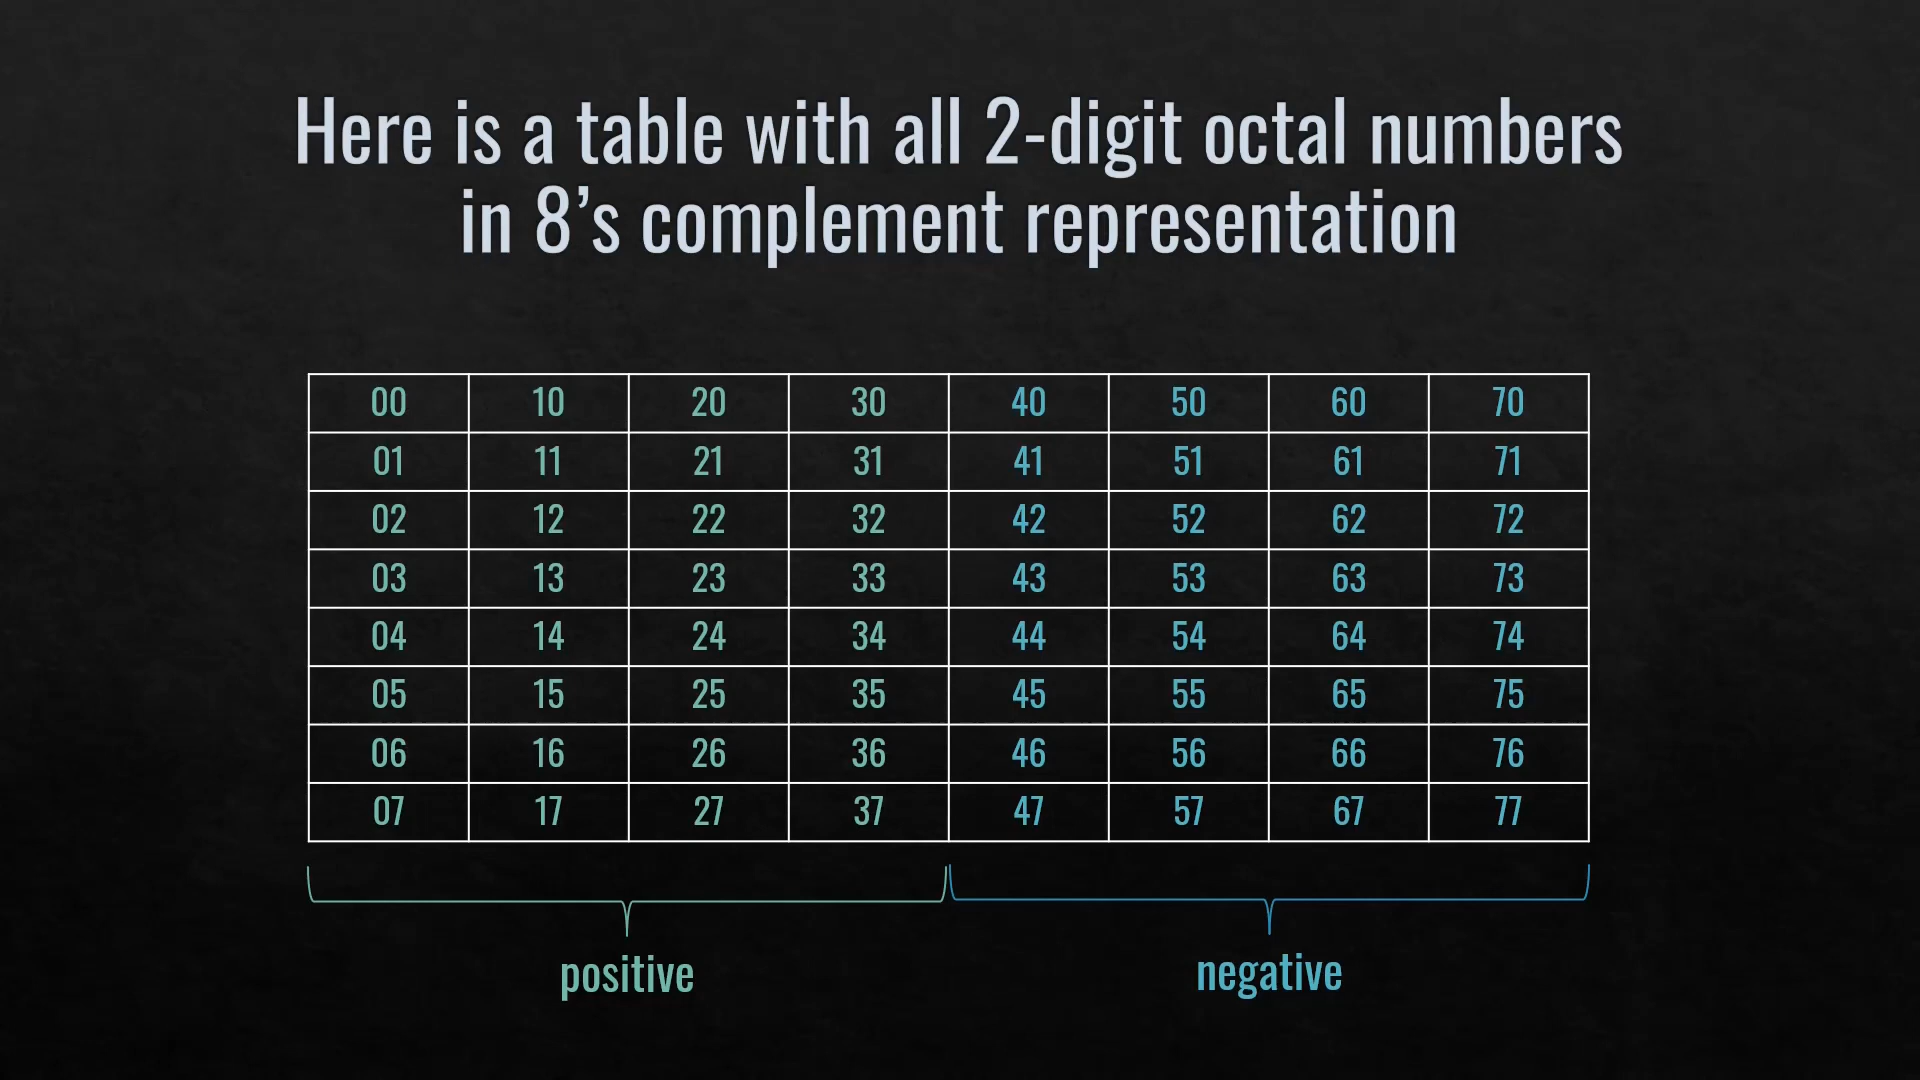 Here is a table with all 2-digit octal numbers
in 8’s complement representation
00 10 20 30 40 50 60 70
01 11 21 31 41 51 61 71
02 12 22 32 42 52 62 72
03 13 23 33 43 53 63 73
04 14 24 34 44 54 64 74
05 15 25 35 45 55 65 75
06 16 26 36 46 56 66 76
07 17 27 37 47 57 67 77
positive negative